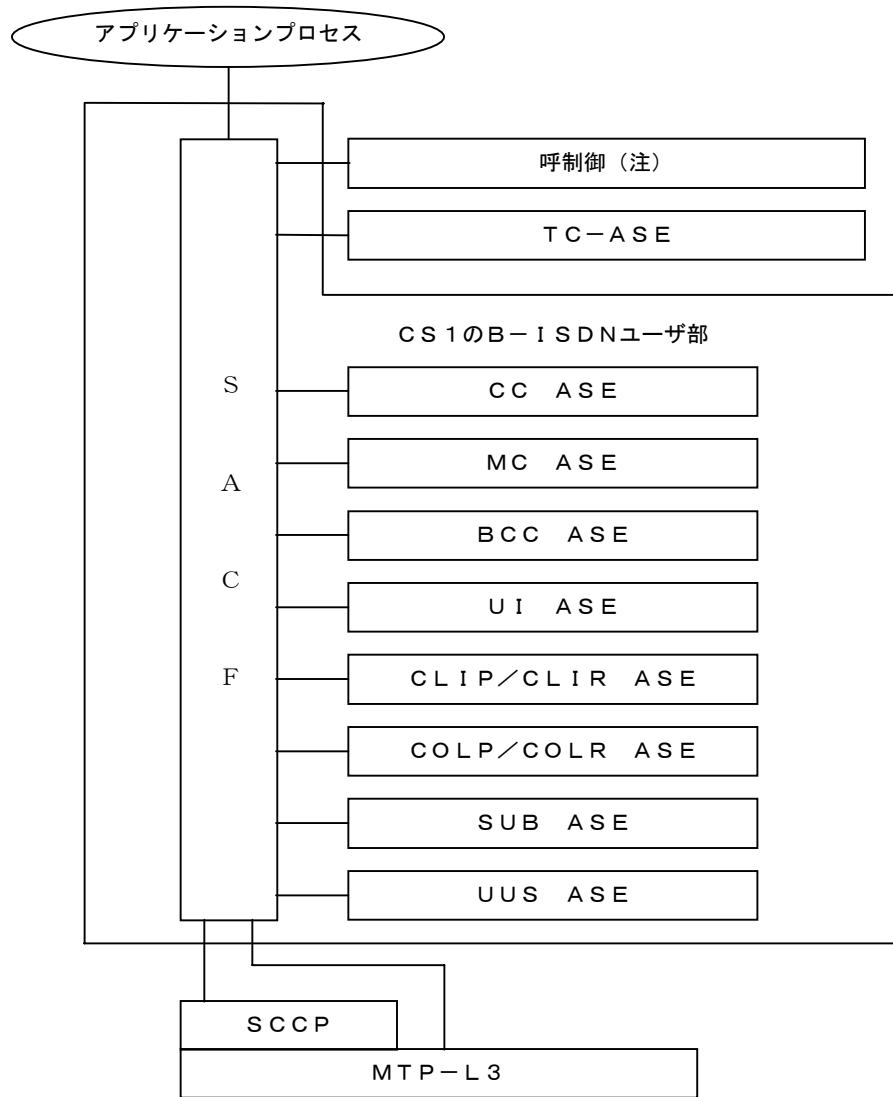 アプリケーションプロセス
呼制御（注）
ＴＣ－ＡＳＥ
ＣＳ１のＢ－ＩＳＤＮユーザ部
S
A
C
F
ＣＣ　ＡＳＥ
ＭＣ　ＡＳＥ
ＢＣＣ　ＡＳＥ
ＵＩ　ＡＳＥ
ＣＬＩＰ／ＣＬＩＲ　ＡＳＥ
ＣＯＬＰ／ＣＯＬＲ　ＡＳＥ
ＳＵＢ　ＡＳＥ
ＵＵＳ　ＡＳＥ
ＳＣＣＰ
ＭＴＰ－Ｌ３